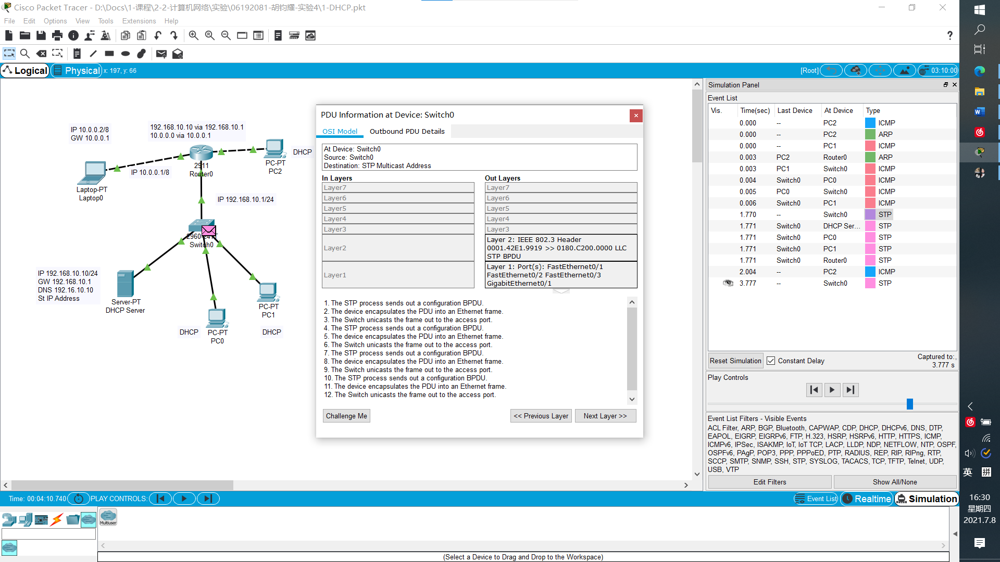 Cisco Packet Tracer - D:\Docs\1-课程\2-2-计算机网络\实验\06192081-胡钧耀-实验4\1-DHCP.pkt
File Edit Options View Tools Extensions Help
?
Logical Physical x: 197, y: 66
[Root] 03:10:00
IP 10.0.0.2/8
GW 10.0.0.1
192.168.10.10 via 192.168.10.1
10.0.0.0 via 10.0.0.1
2911
Router0
PC-PT
PC2
DHCP
IP 10.0.0.1/8
Laptop-PT
Laptop0
IP 192.168.10.1/24
Switch0
IP 192.168.10.10/24
GW 192.168.10.1
DNS 192.16.10.10
St IP Address
Server-PT
DHCP Server
PC-PT
PC1
DHCP
PC-PT
PC0
DHCP
PDU Information at Device: Switch0
OSI Model Outbound PDU Details
At Device: Switch0
Source: Switch0
Destination: STP Multicast Address
In Layers Out Layers
Layer7 Layer7
Layer6 Layer6
Layer5 Layer5
Layer4 Layer4
Layer3 Layer3
Layer2
Layer 2: IEEE 802.3 Header
0001.42E1.9919 >> 0180.C200.0000 LLC
STP BPDU
Layer1
Layer 1: Port(s): FastEthernet0/1
FastEthernet0/2 FastEthernet0/3
GigabitEthernet0/1
1. The STP process sends out a configuration BPDU.
2. The device encapsulates the PDU into an Ethernet frame.
3. The Switch unicasts the frame out to the access port.
4. The STP process sends out a configuration BPDU.
5. The device encapsulates the PDU into an Ethernet frame.
6. The Switch unicasts the frame out to the access port.
7. The STP process sends out a configuration BPDU.
8. The device encapsulates the PDU into an Ethernet frame.
9. The Switch unicasts the frame out to the access port.
10. The STP process sends out a configuration BPDU.
11. The device encapsulates the PDU into an Ethernet frame.
12. The Switch unicasts the frame out to the access port.
Challenge Me << Previous Layer Next Layer >>
Simulation Panel
Event List
Vis. Time(sec) Last Device At Device Type
0.000 -- PC2 ICMP
0.000 -- PC2 ARP
0.000 -- PC1 ICMP
0.003 PC2 Router0 ARP
0.003 PC1 Switch0 ICMP
0.004 Switch0 PC0 ICMP
0.005 PC0 Switch0 ICMP
0.006 Switch0 PC1 ICMP
1.770 -- Switch0 STP
1.771 Switch0 DHCP Ser... STP
1.771 Switch0 PC0 STP
1.771 Switch0 PC1 STP
1.771 Switch0 Router0 STP
2.004 -- PC2 ICMP
3.777 -- Switch0 STP
Reset Simulation Constant Delay Captured to:
3.777 s
Play Controls
Event List Filters - Visible Events
ACL Filter, ARP, BGP, Bluetooth, CAPWAP, CDP, DHCP, DHCPv6, DNS, DTP,
EAPOL, EIGRP, EIGRPv6, FTP, H.323, HSRP, HSRPv6, HTTP, HTTPS, ICMP,
ICMPv6, IPSec, ISAKMP, IoT, IoT TCP, LACP, LLDP, NDP, NETFLOW, NTP, OSPF,
OSPFv6, PAgP, POP3, PPP, PPPoED, PTP, RADIUS, REP, RIP, RIPng, RTP,
SCCP, SMTP, SNMP, SSH, STP, SYSLOG, TACACS, TCP, TFTP, Telnet, UDP,
USB, VTP
Edit Filters Show All/None
Time: 00:04:10.740 PLAY CONTROLS:
Event List Realtime Simulation
Multiuser
(Select a Device to Drag and Drop to the Workspace)
英 拼
16:30
星期四
2021.7.8